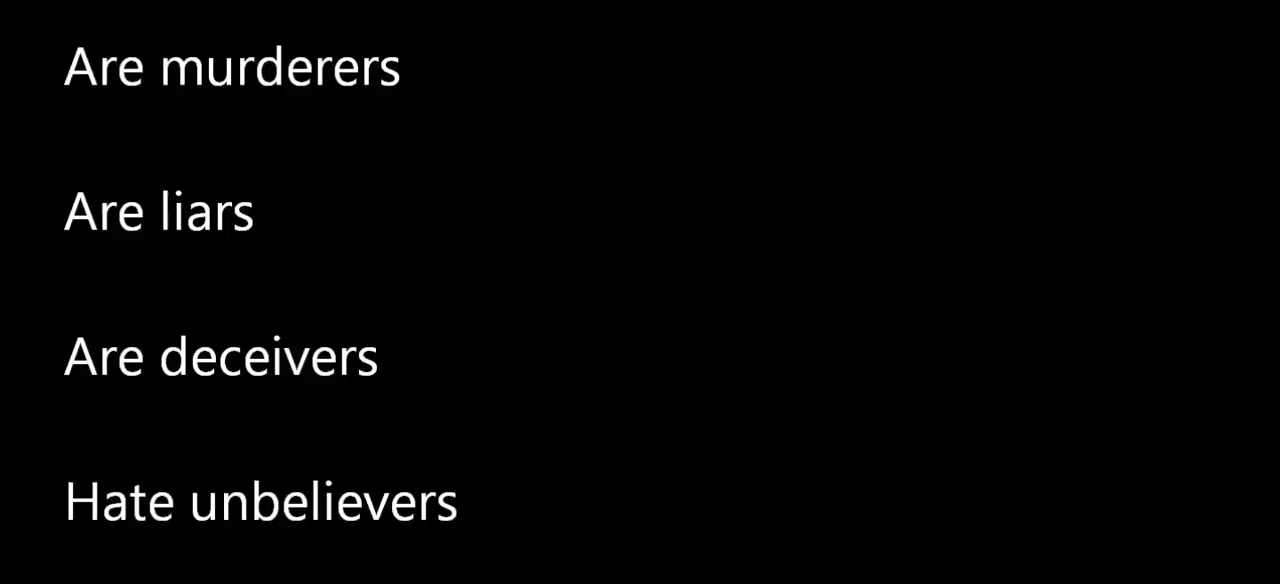 Are murderers
Are liars
Are deceivers
Hate unbelievers